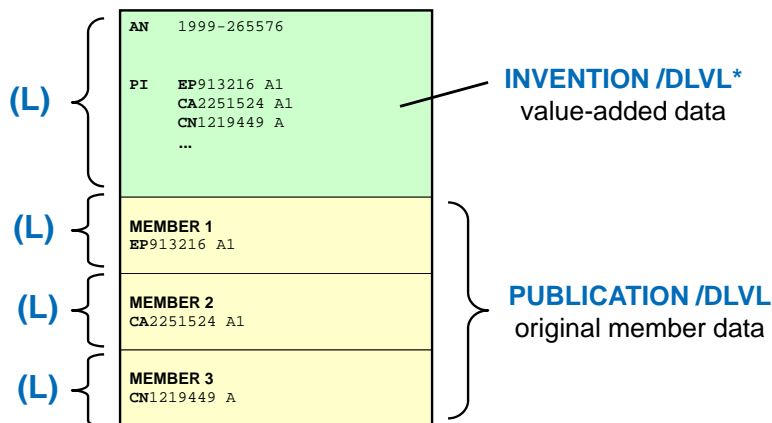 AN 1999-265576
PI EP913216 A1
CA2251524 A1
CN1219449 A
...
(L)
INVENTION /DLVL*
value-added data
(L)
MEMBER 1
EP913216 A1
(L)
MEMBER 2
CA2251524 A1
PUBLICATION /DLVL
original member data
(L)
MEMBER 3
CN1219449 A